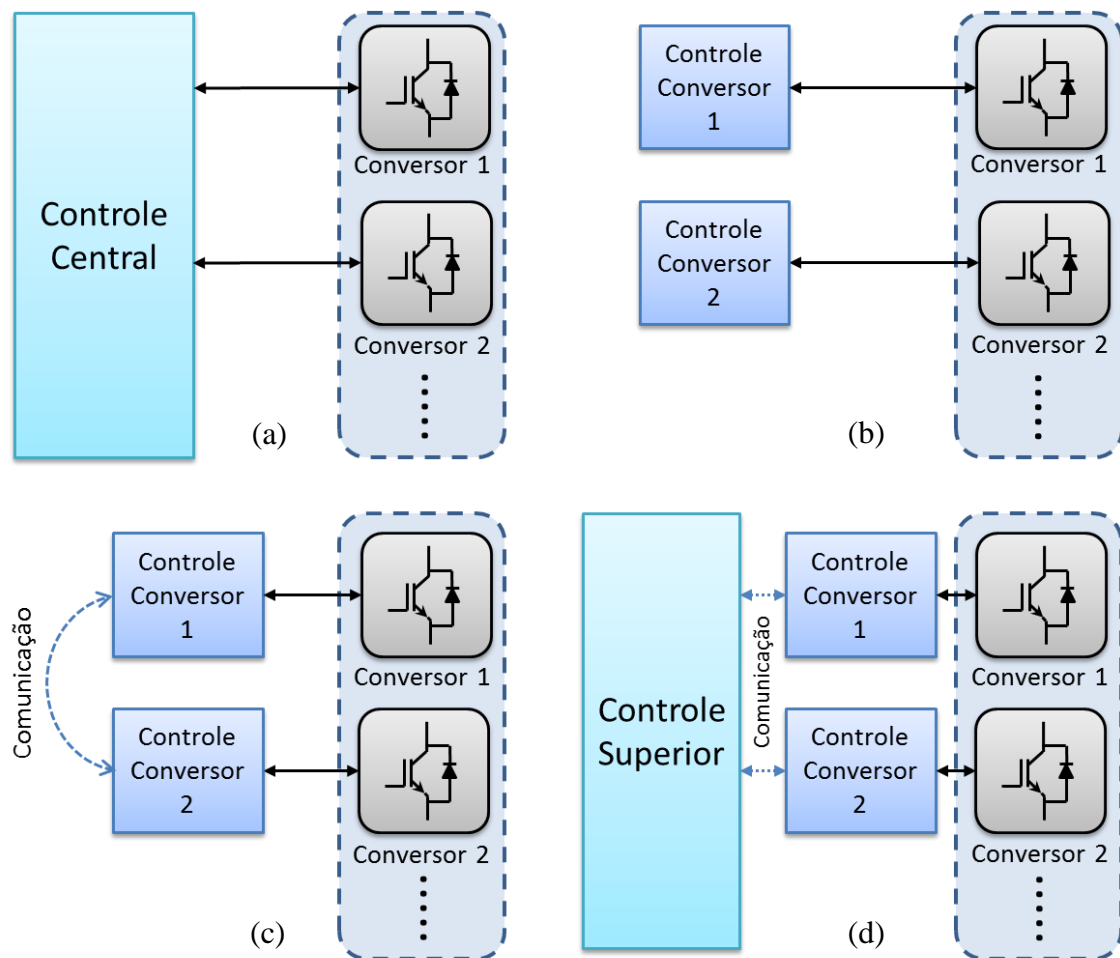 Controle
Central
Conversor 1
Conversor 2
(a)
Controle
Conversor
1
Controle
Conversor
2
Conversor 1
Conversor 2
(b)
Comunicação
Controle
Conversor
1
Controle
Conversor
2
Conversor 1
Conversor 2
(c)
Controle
Superior
Comunicação
Controle
Conversor
1
Controle
Conversor
2
Conversor 1
Conversor 2
(d)